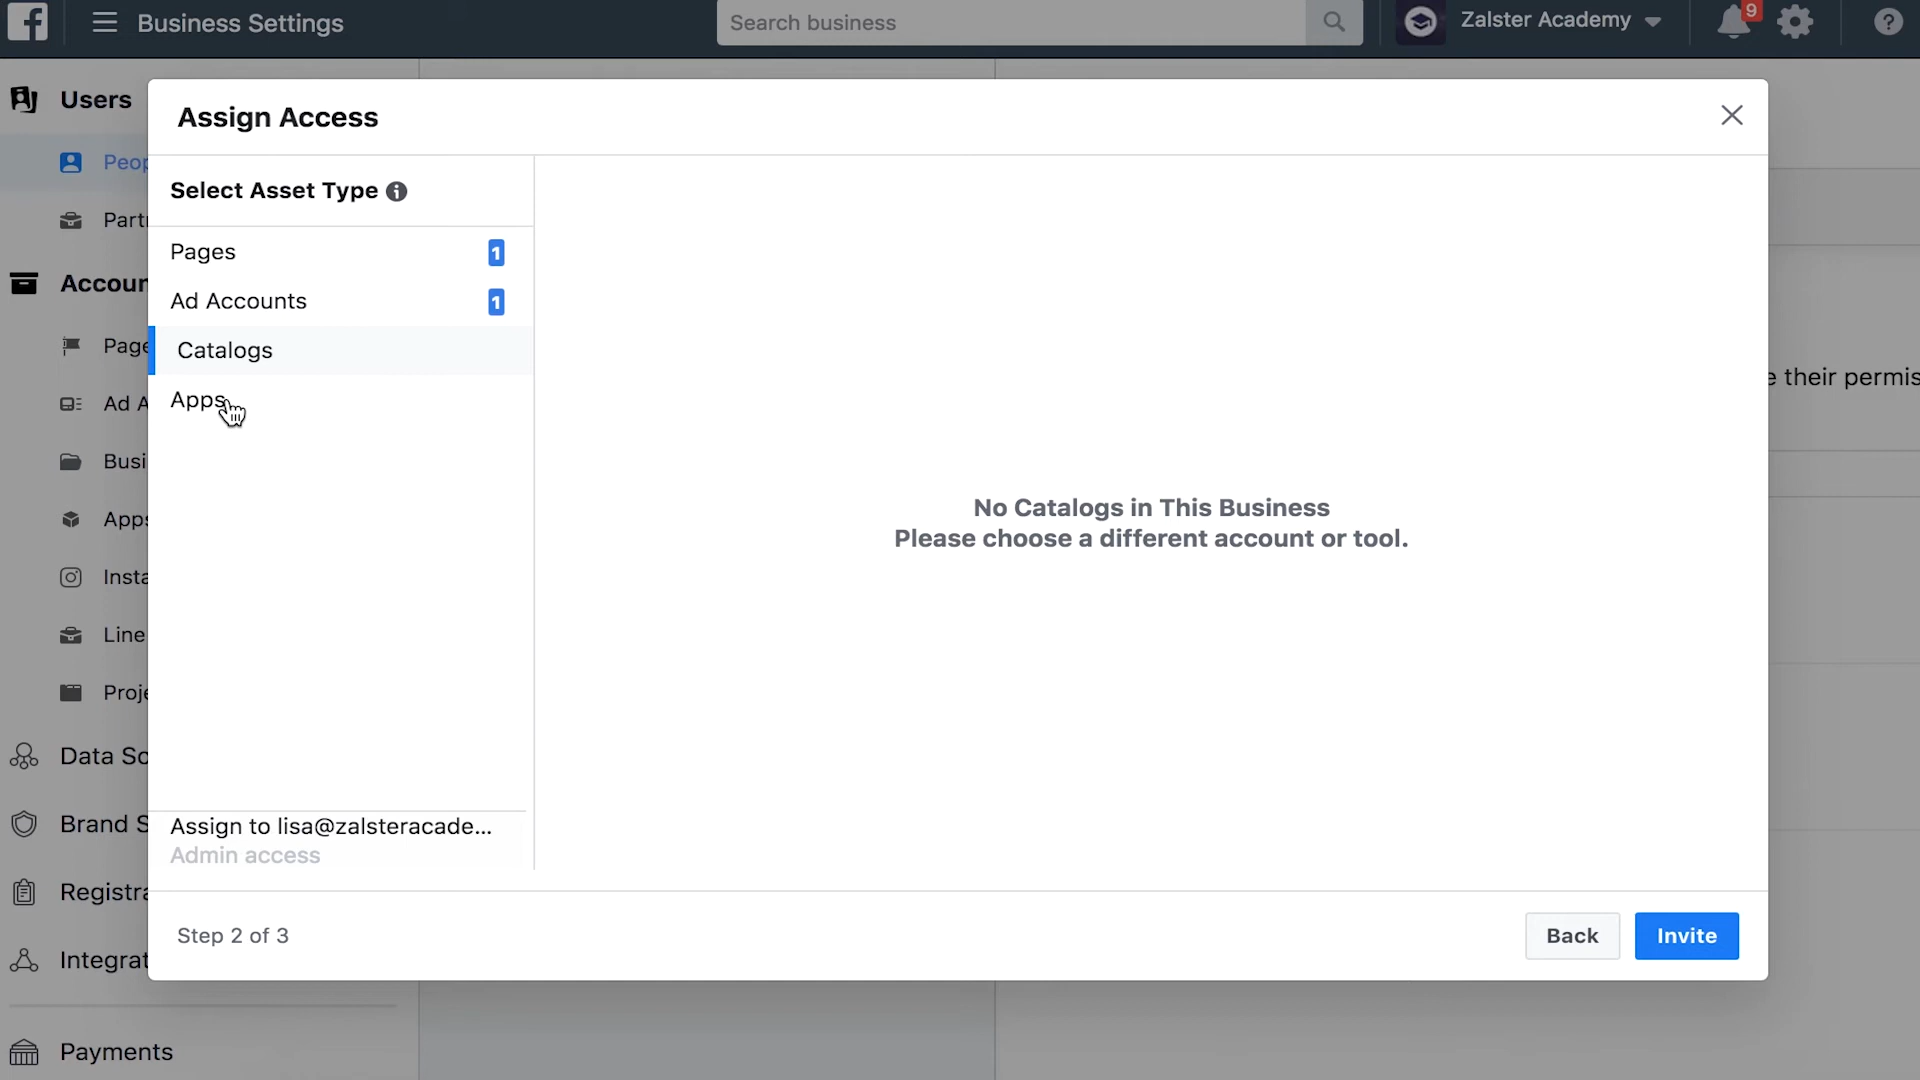 Business Settings
Search business
Zalster Academy
9
Users
Peop
Partn
Accoun
Page
Ad A
Busi
Apps
Insta
Line
Proje
Data So
Brand S
Registra
Integrat
Payments
Assign Access
Select Asset Type
Pages 1
Ad Accounts 1
Catalogs
Apps
No Catalogs in This Business
Please choose a different account or tool.
e their permis
Assign to lisa@zalsteracade...
Admin access
Step 2 of 3
Back
Invite